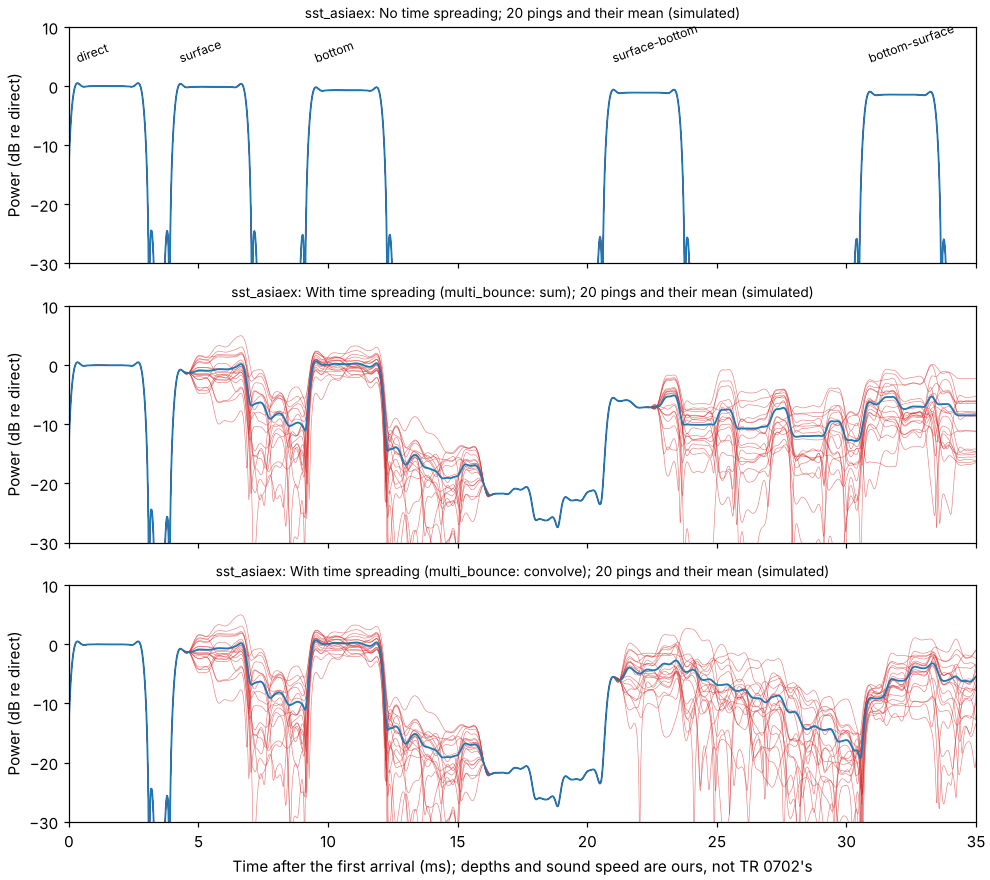 sst_asiaex: No time spreading; 20 pings and their mean (simulated)
10
0
−10
−20
−30
Power (dB re direct)
direct
surface
bottom
surface-bottom
bottom-surface
sst_asiaex: With time spreading (multi_bounce: sum); 20 pings and their mean (simulated)
10
0
−10
−20
−30
Power (dB re direct)
sst_asiaex: With time spreading (multi_bounce: convolve); 20 pings and their mean (simulated)
10
0
−10
−20
−30
Power (dB re direct)
0 5 10 15 20 25 30 35
Time after the first arrival (ms); depths and sound speed are ours, not TR 0702's